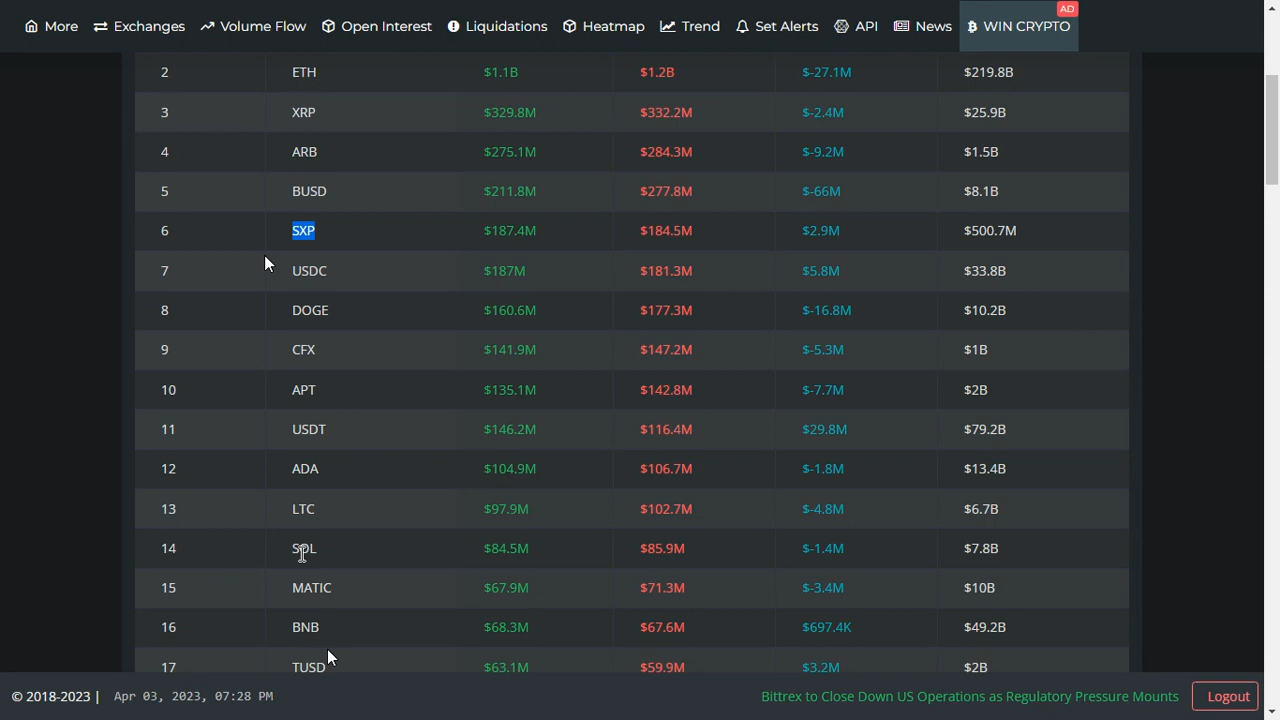 More Exchanges Volume Flow Open Interest Liquidations Heatmap Trend Set Alerts API News WIN CRYPTO AD
2 ETH $1.1B $1.2B $-27.1M $219.8B
3 XRP $329.8M $332.2M $-2.4M $25.9B
4 ARB $275.1M $284.3M $-9.2M $1.5B
5 BUSD $211.8M $277.8M $-66M $8.1B
6 SXP $187.4M $184.5M $2.9M $500.7M
7 USDC $187M $181.3M $5.8M $33.8B
8 DOGE $160.6M $177.3M $-16.8M $10.2B
9 CFX $141.9M $147.2M $-5.3M $1B
10 APT $135.1M $142.8M $-7.7M $2B
11 USDT $146.2M $116.4M $29.8M $79.2B
12 ADA $104.9M $106.7M $-1.8M $13.4B
13 LTC $97.9M $102.7M $-4.8M $6.7B
14 SOL $84.5M $85.9M $-1.4M $7.8B
15 MATIC $67.9M $71.3M $-3.4M $10B
16 BNB $68.3M $67.6M $697.4K $49.2B
17 TUSD $63.1M $59.9M $3.2M $2B
© 2018-2023 | Apr 03, 2023, 07:28 PM Bittrex to Close Down US Operations as Regulatory Pressure Mounts Logout